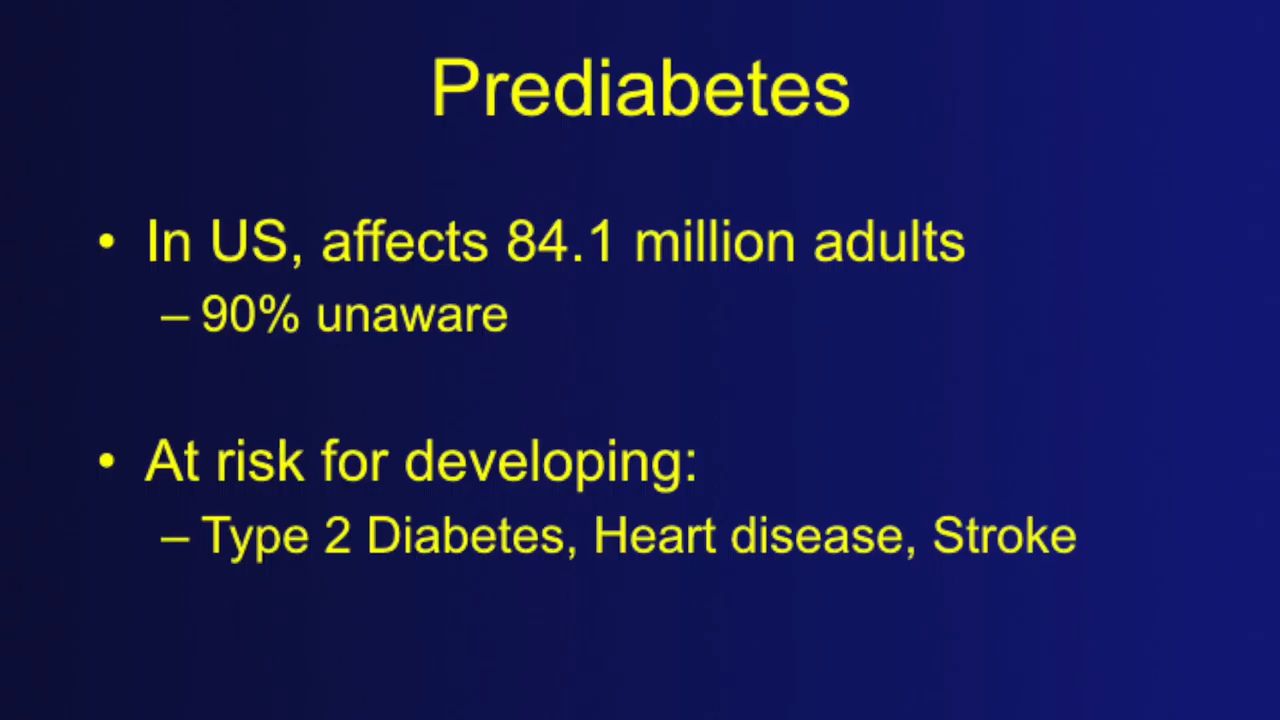 Prediabetes
• In US, affects 84.1 million adults
– 90% unaware
• At risk for developing:
– Type 2 Diabetes, Heart disease, Stroke